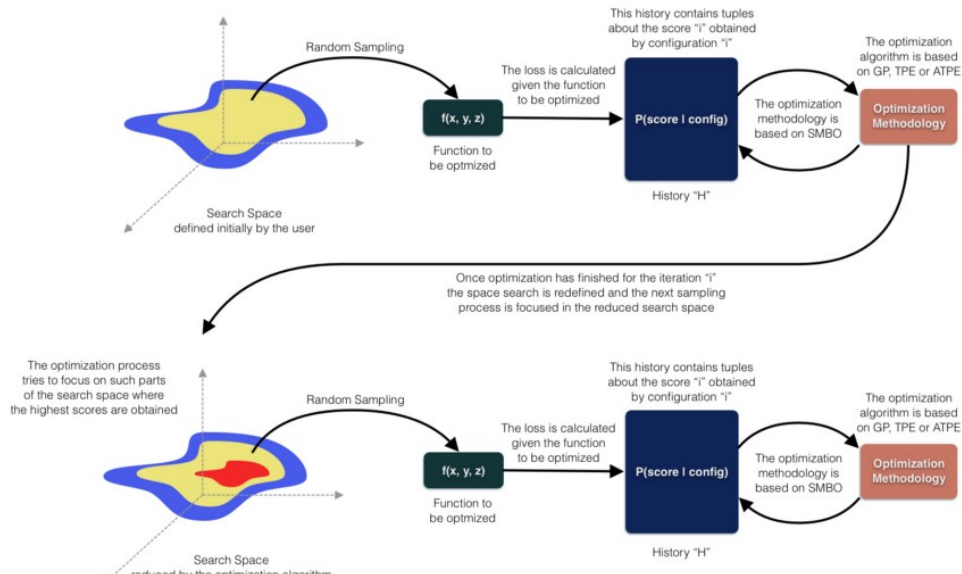 This history contains tuples
about the score “i” obtained
by configuration “i”
Random Sampling
The optimization
algorithm is based
on GP, TPE or ATPE
The loss is calculated
given the function
to be optimized
f(x, y, z)
P(score | config)
The optimization
methodology is
based on SMBO
Optimization
Methodology
Function to
be optmized
History “H”
Search Space
defined initially by the user
Once optimization has finished for the iteration “i”
the space search is redefined and the next sampling
process is focused in the reduced search space
The optimization process
tries to focus on such parts
of the search space where
the highest scores are obtained
This history contains tuples
about the score “i” obtained
by configuration “i”
Random Sampling
The optimization
algorithm is based
on GP, TPE or ATPE
The loss is calculated
given the function
to be optimized
f(x, y, z)
P(score | config)
The optimization
methodology is
based on SMBO
Optimization
Methodology
Function to
be optmized
History “H”
Search Space
reduced by the optimization algorithm